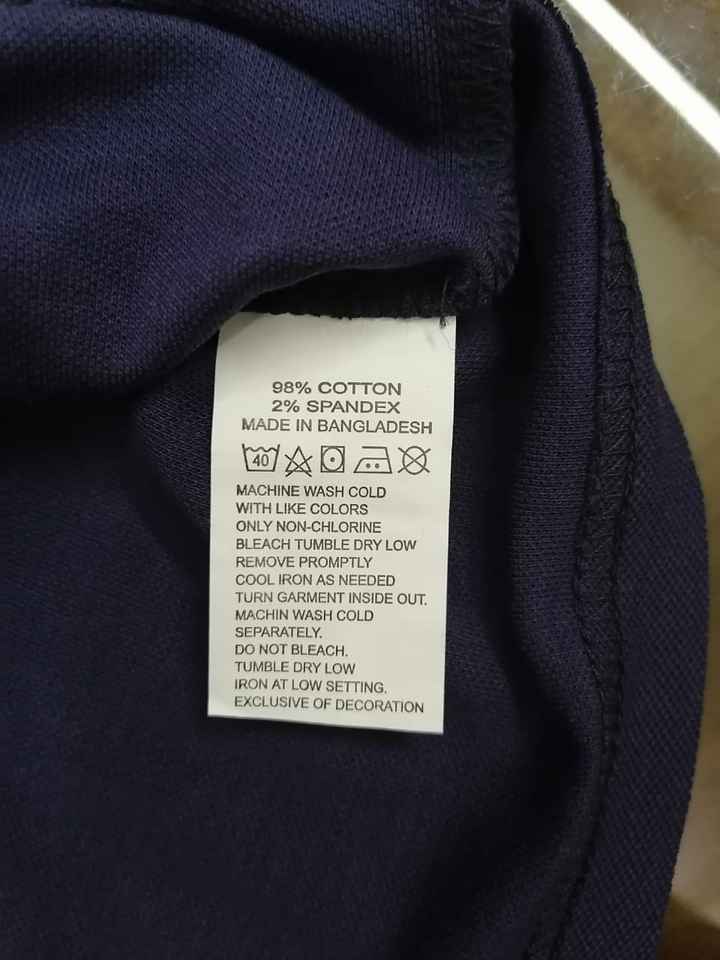 98% COTTON
2% SPANDEX
MADE IN BANGLADESH
40
MACHINE WASH COLD
WITH LIKE COLORS
ONLY NON-CHLORINE
BLEACH TUMBLE DRY LOW
REMOVE PROMPTLY
COOL IRON AS NEEDED
TURN GARMENT INSIDE OUT.
MACHIN WASH COLD
SEPARATELY.
DO NOT BLEACH.
TUMBLE DRY LOW
IRON AT LOW SETTING.
EXCLUSIVE OF DECORATION